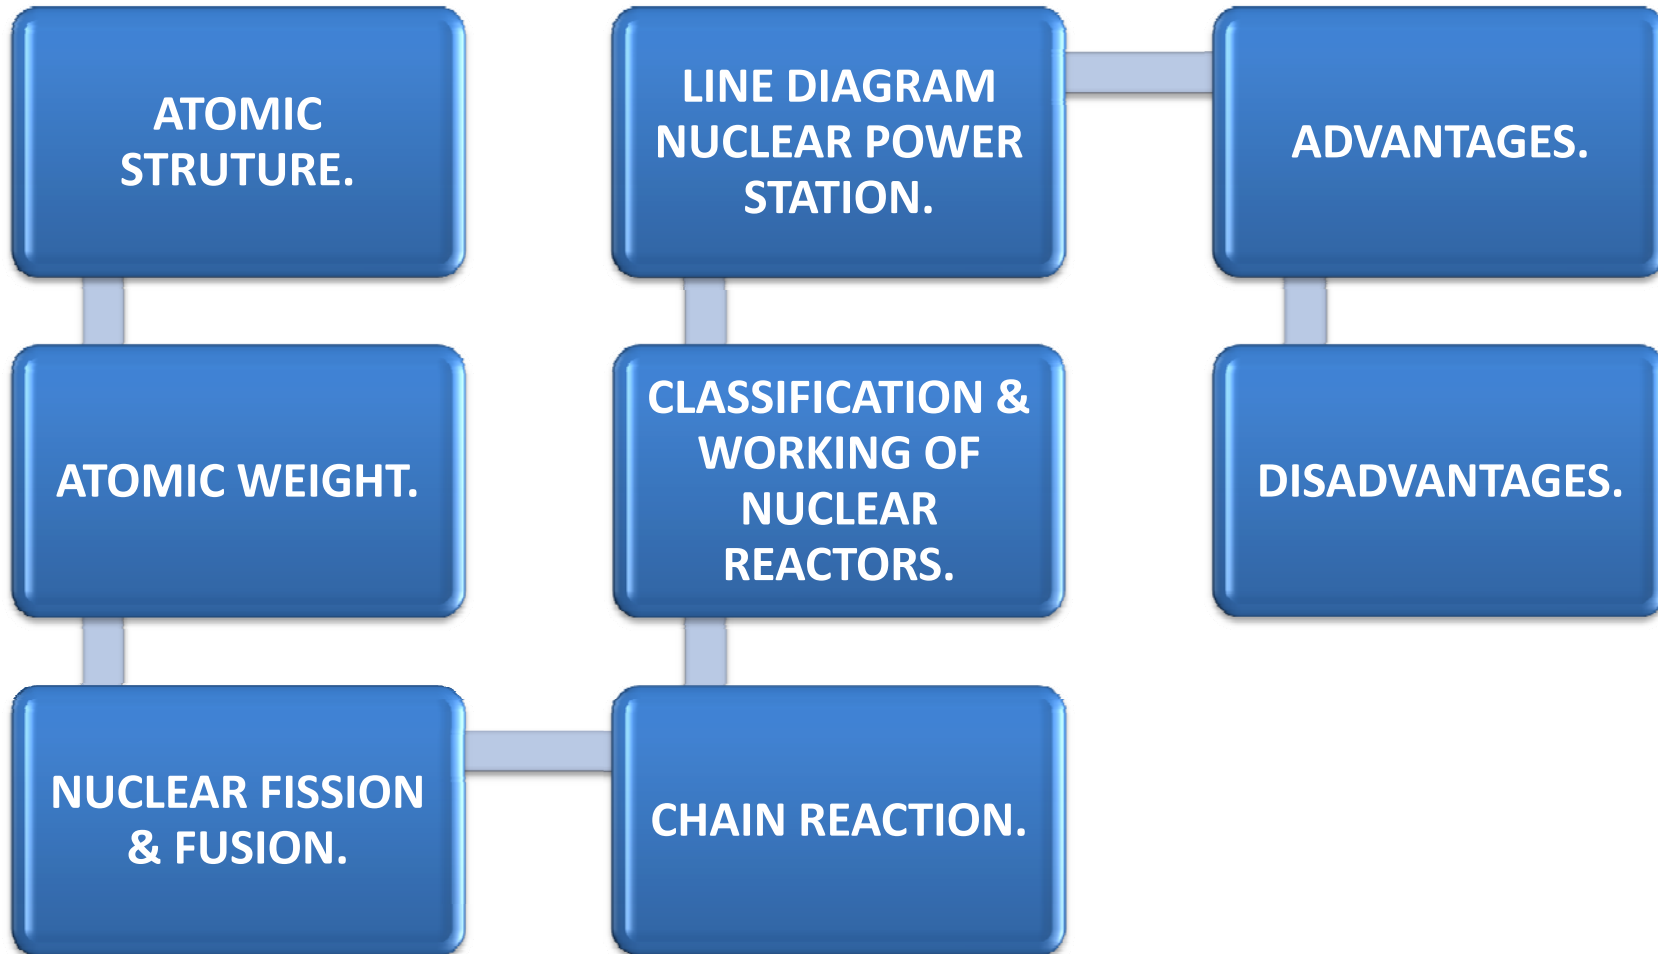 ATOMIC
STRUTURE.
ATOMIC WEIGHT.
NUCLEAR FISSION
& FUSION.
CHAIN REACTION.
CLASSIFICATION &
WORKING OF
NUCLEAR
REACTORS.
LINE DIAGRAM
NUCLEAR POWER
STATION.
ADVANTAGES.
DISADVANTAGES.